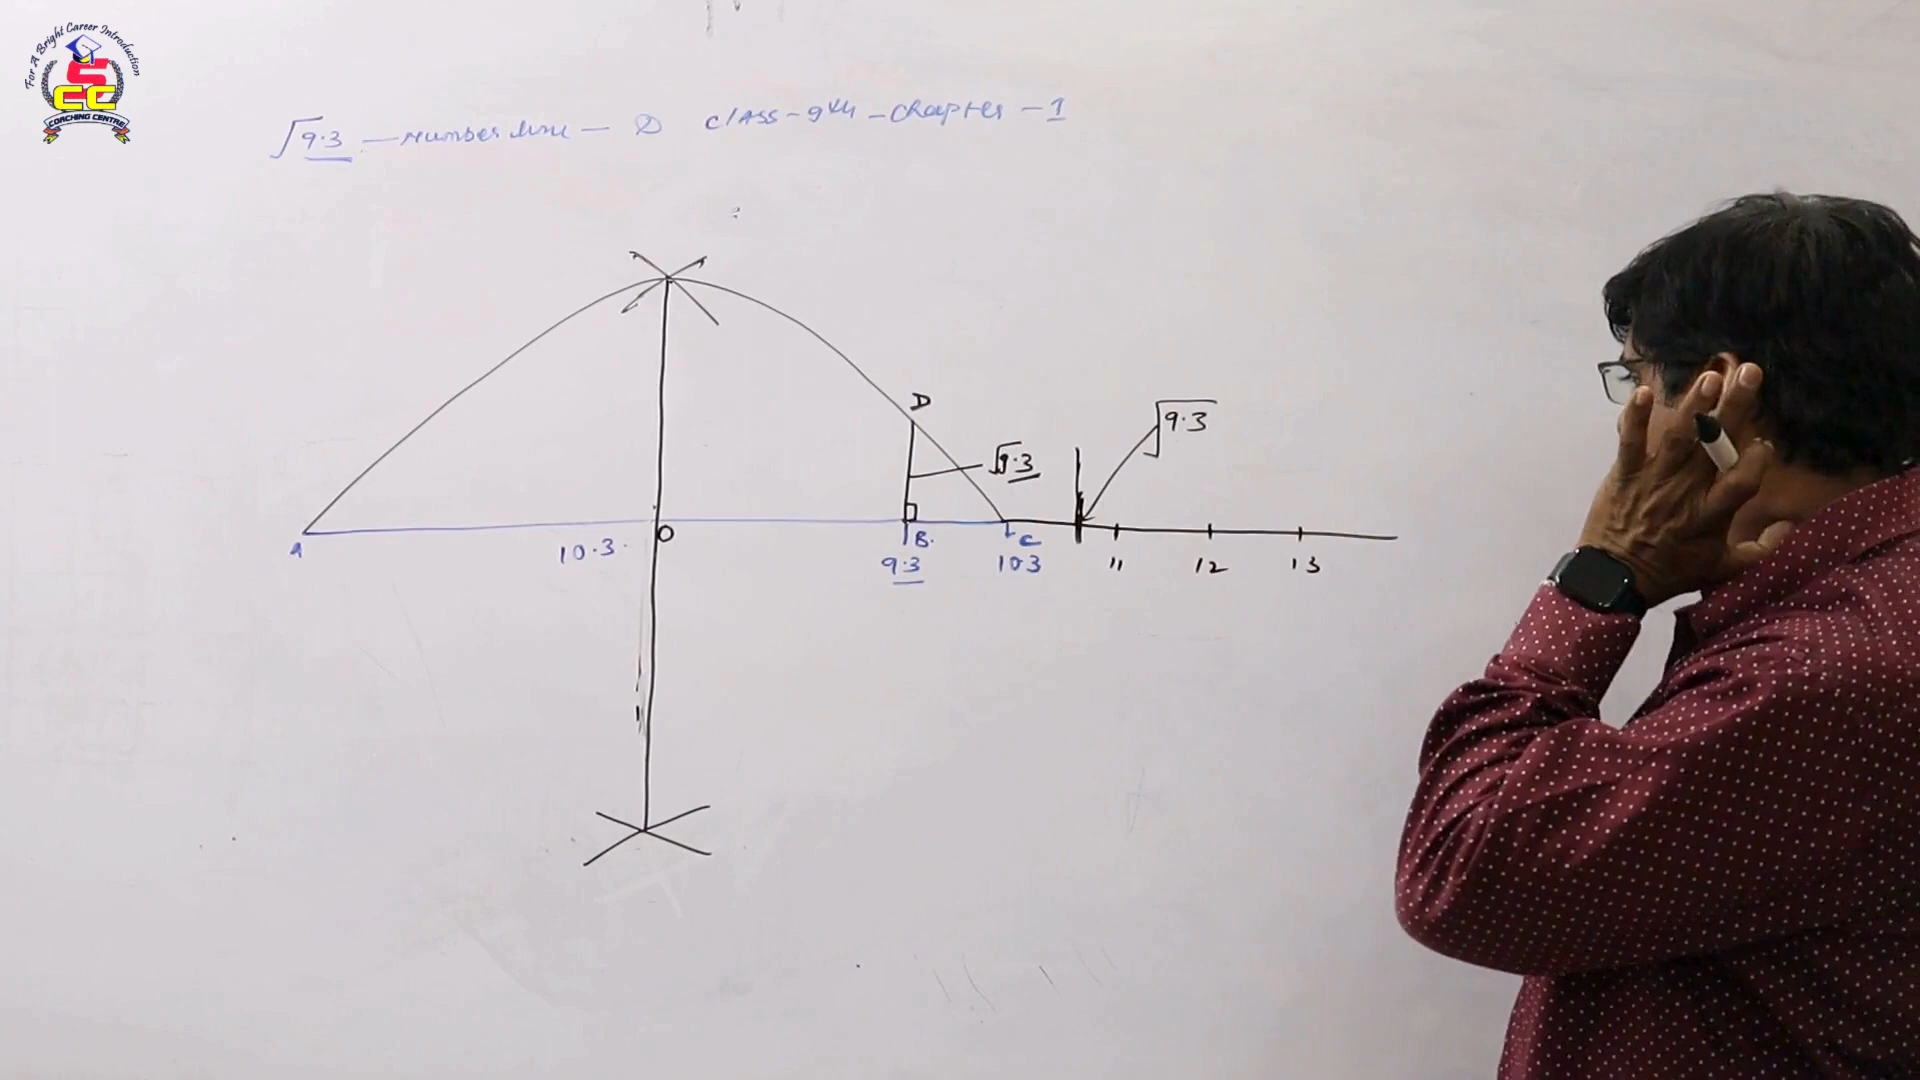 For A Bright Career Introduction
SCC
COACHING CENTRE
√9.3 — Number line — D class - 9th - Chapter - 1
D
√9.3
√9.3
A
10.3.
O
B.
9.3
C
10.3
11
12
13